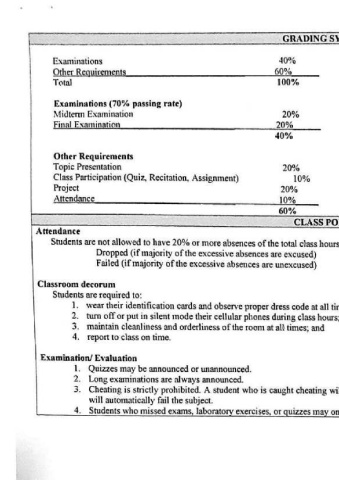 GRADING SY
Examinations 40%
Other Requirements 60%
Total 100%
Examinations (70% passing rate)
Midterm Examination 20%
Final Examination 20%
40%
Other Requirements
Topic Presentation 20%
Class Participation (Quiz, Recitation, Assignment) 10%
Project 20%
Attendance 10%
60%
CLASS PO
Attendance
Students are not allowed to have 20% or more absences of the total class hours
Dropped (if majority of the excessive absences are excused)
Failed (if majority of the excessive absences are unexcused)
Classroom decorum
Students are required to:
1. wear their identification cards and observe proper dress code at all tir
2. turn off or put in silent mode their cellular phones during class hours;
3. maintain cleanliness and orderliness of the room at all times; and
4. report to class on time.
Examination/ Evaluation
1. Quizzes may be announced or unannounced.
2. Long examinations are always announced.
3. Cheating is strictly prohibited. A student who is caught cheating wil
will automatically fail the subject.
4. Students who missed exams, laboratory exercises, or quizzes may on